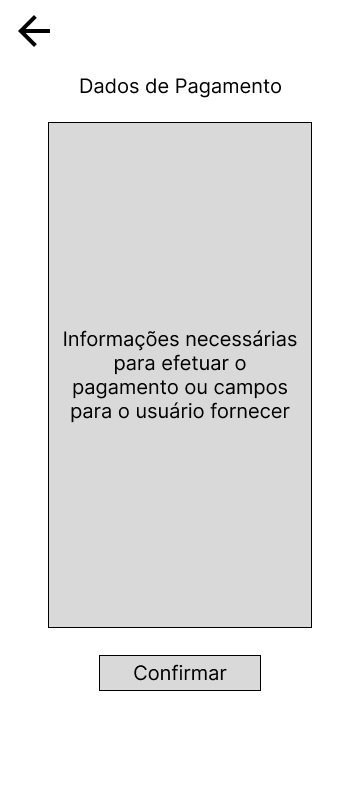 Dados de Pagamento
Informações necessárias
para efetuar o
pagamento ou campos
para o usuário fornecer
Confirmar